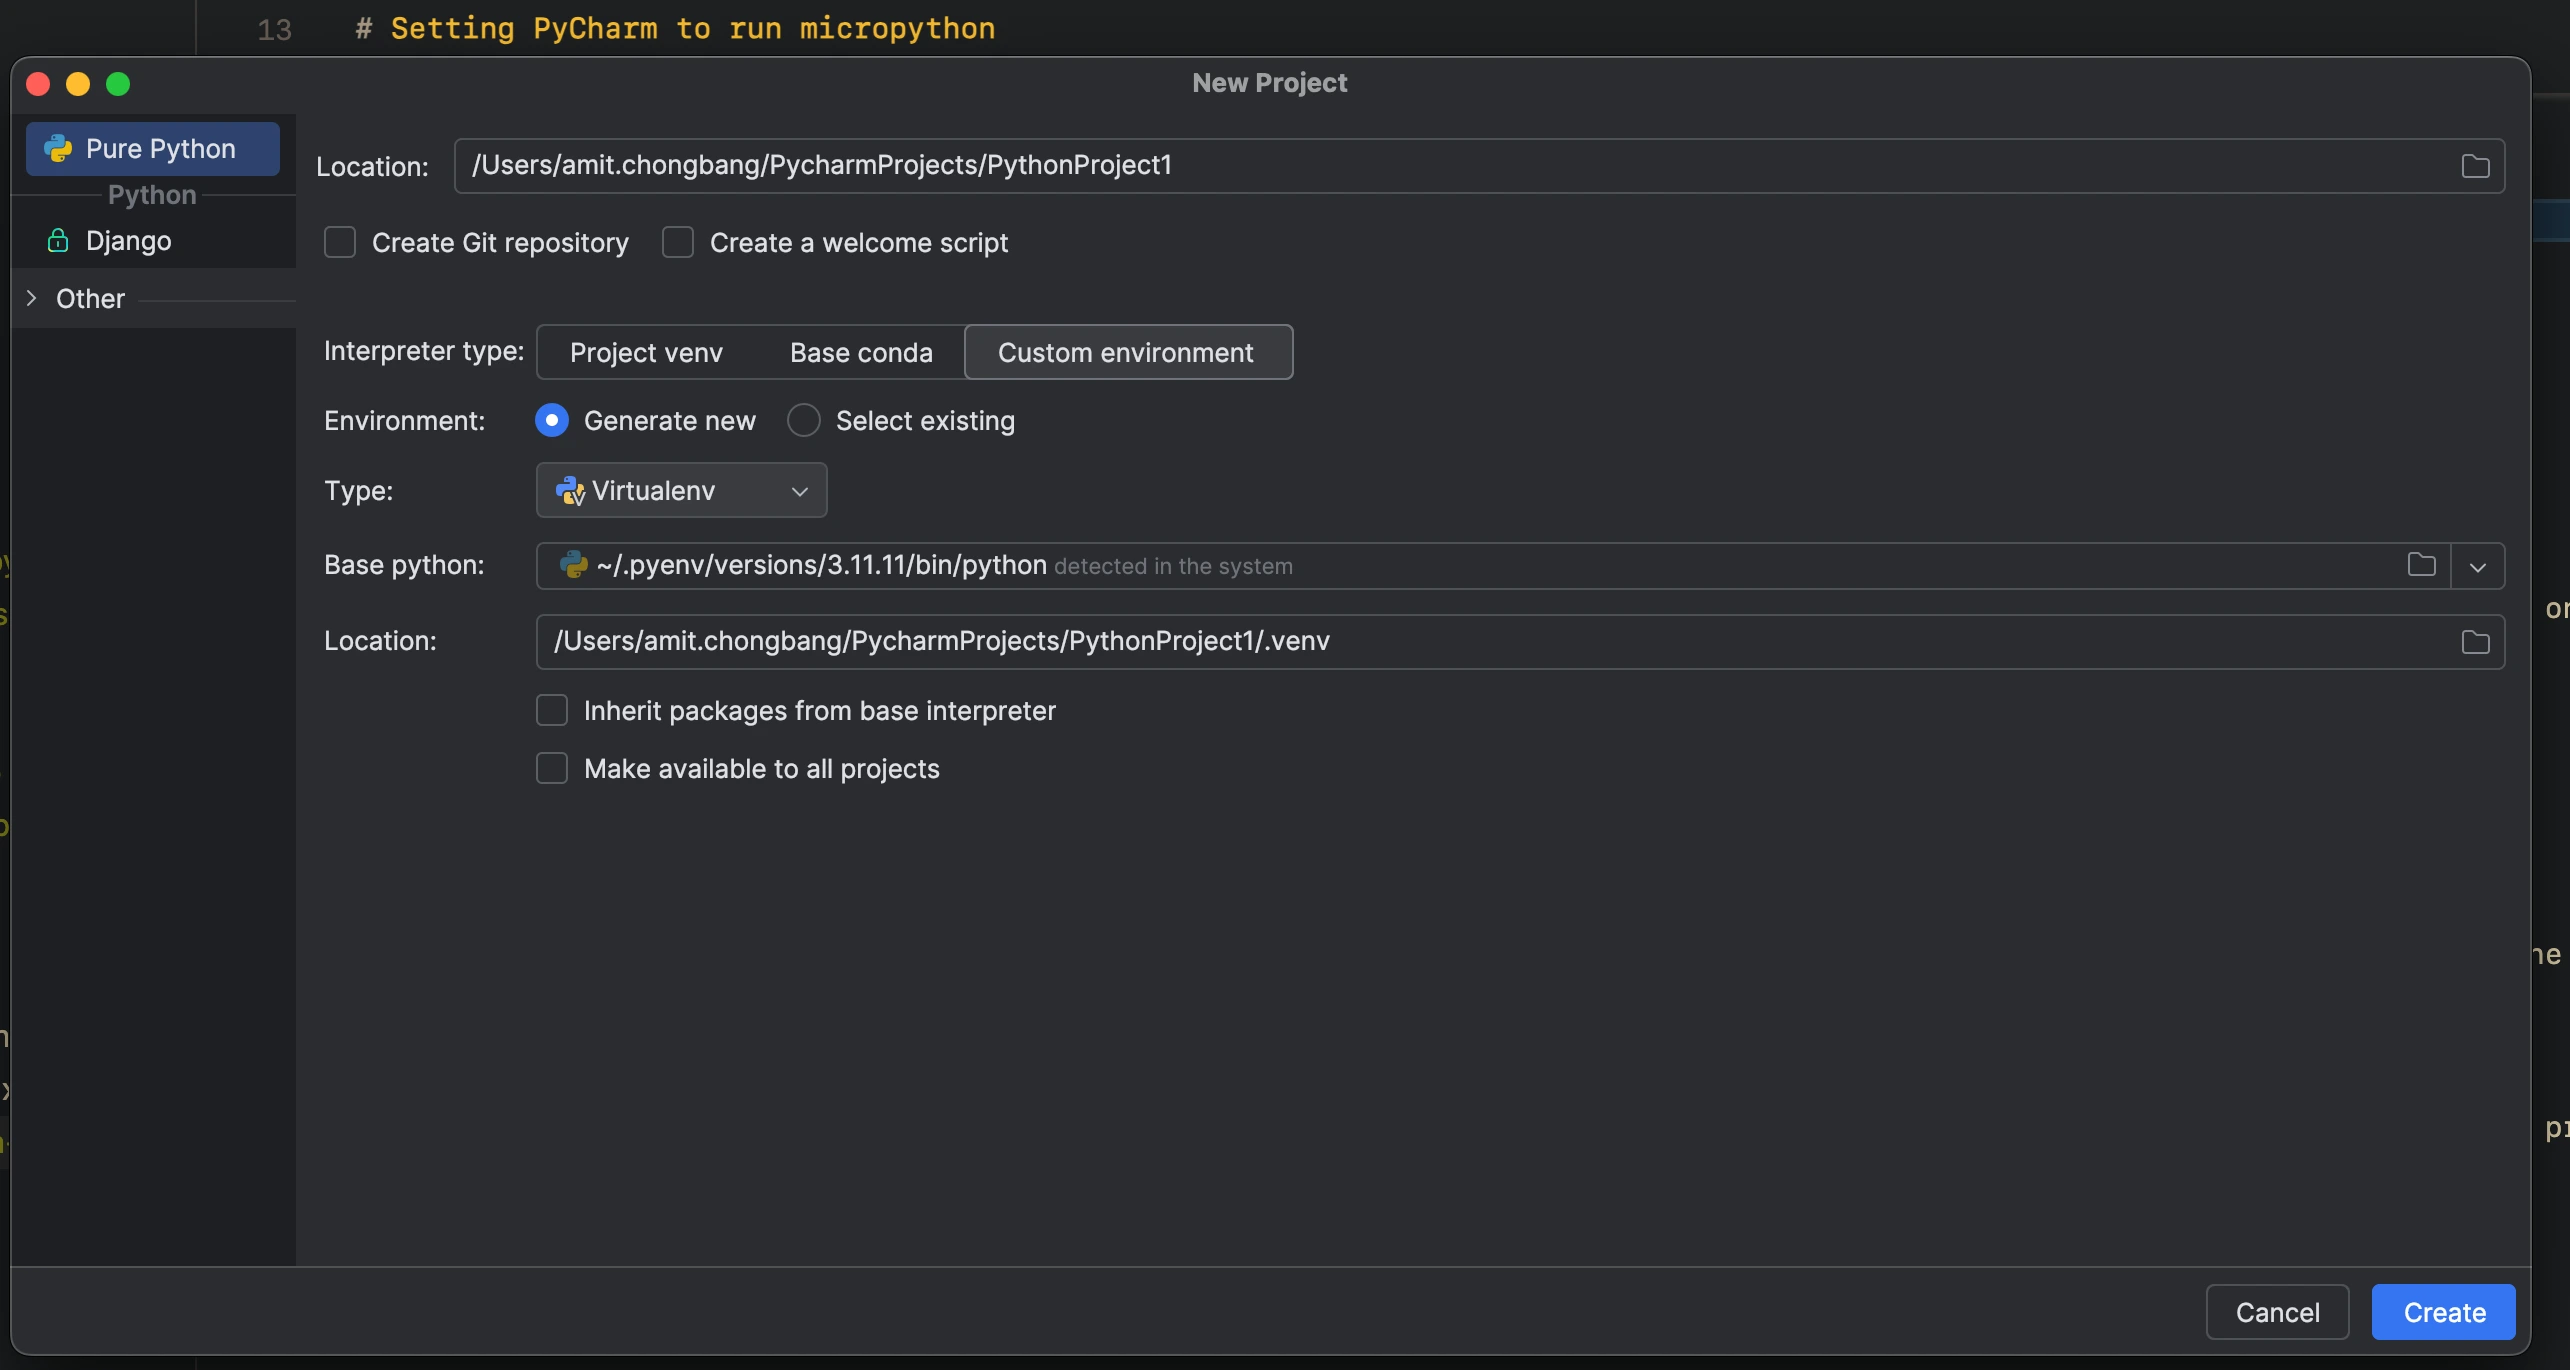 13 # Setting PyCharm to run micropython
New Project
Pure Python
Python
Django
Other
Location: /Users/amit.chongbang/PycharmProjects/PythonProject1
Create Git repository Create a welcome script
Interpreter type: Project venv Base conda Custom environment
Environment: Generate new Select existing
Type: Virtualenv
Base python: ~/.pyenv/versions/3.11.11/bin/python detected in the system
Location: /Users/amit.chongbang/PycharmProjects/PythonProject1/.venv
Inherit packages from base interpreter
Make available to all projects
Cancel Create